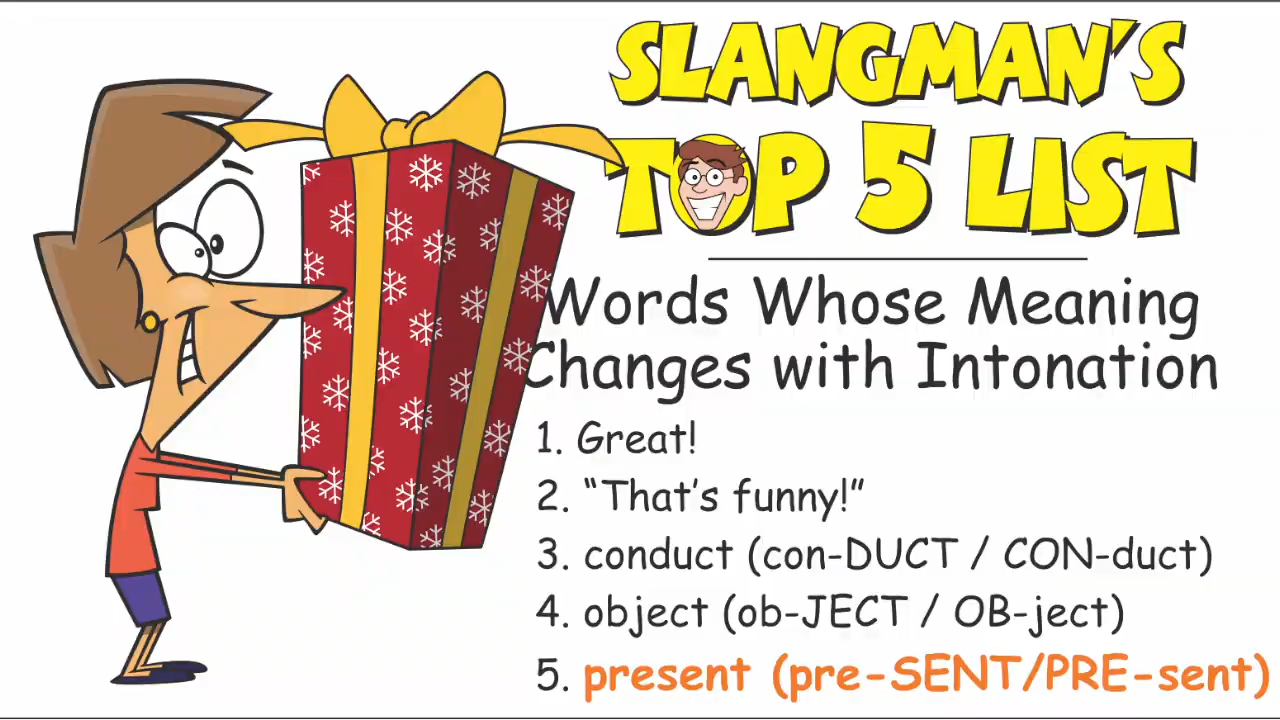 SLANGMAN'S
TOP 5 LIST
Words Whose Meaning
Changes with Intonation
1. Great!
2. “That's funny!”
3. conduct (con-DUCT / CON-duct)
4. object (ob-JECT / OB-ject)
5. present (pre-SENT/PRE-sent)